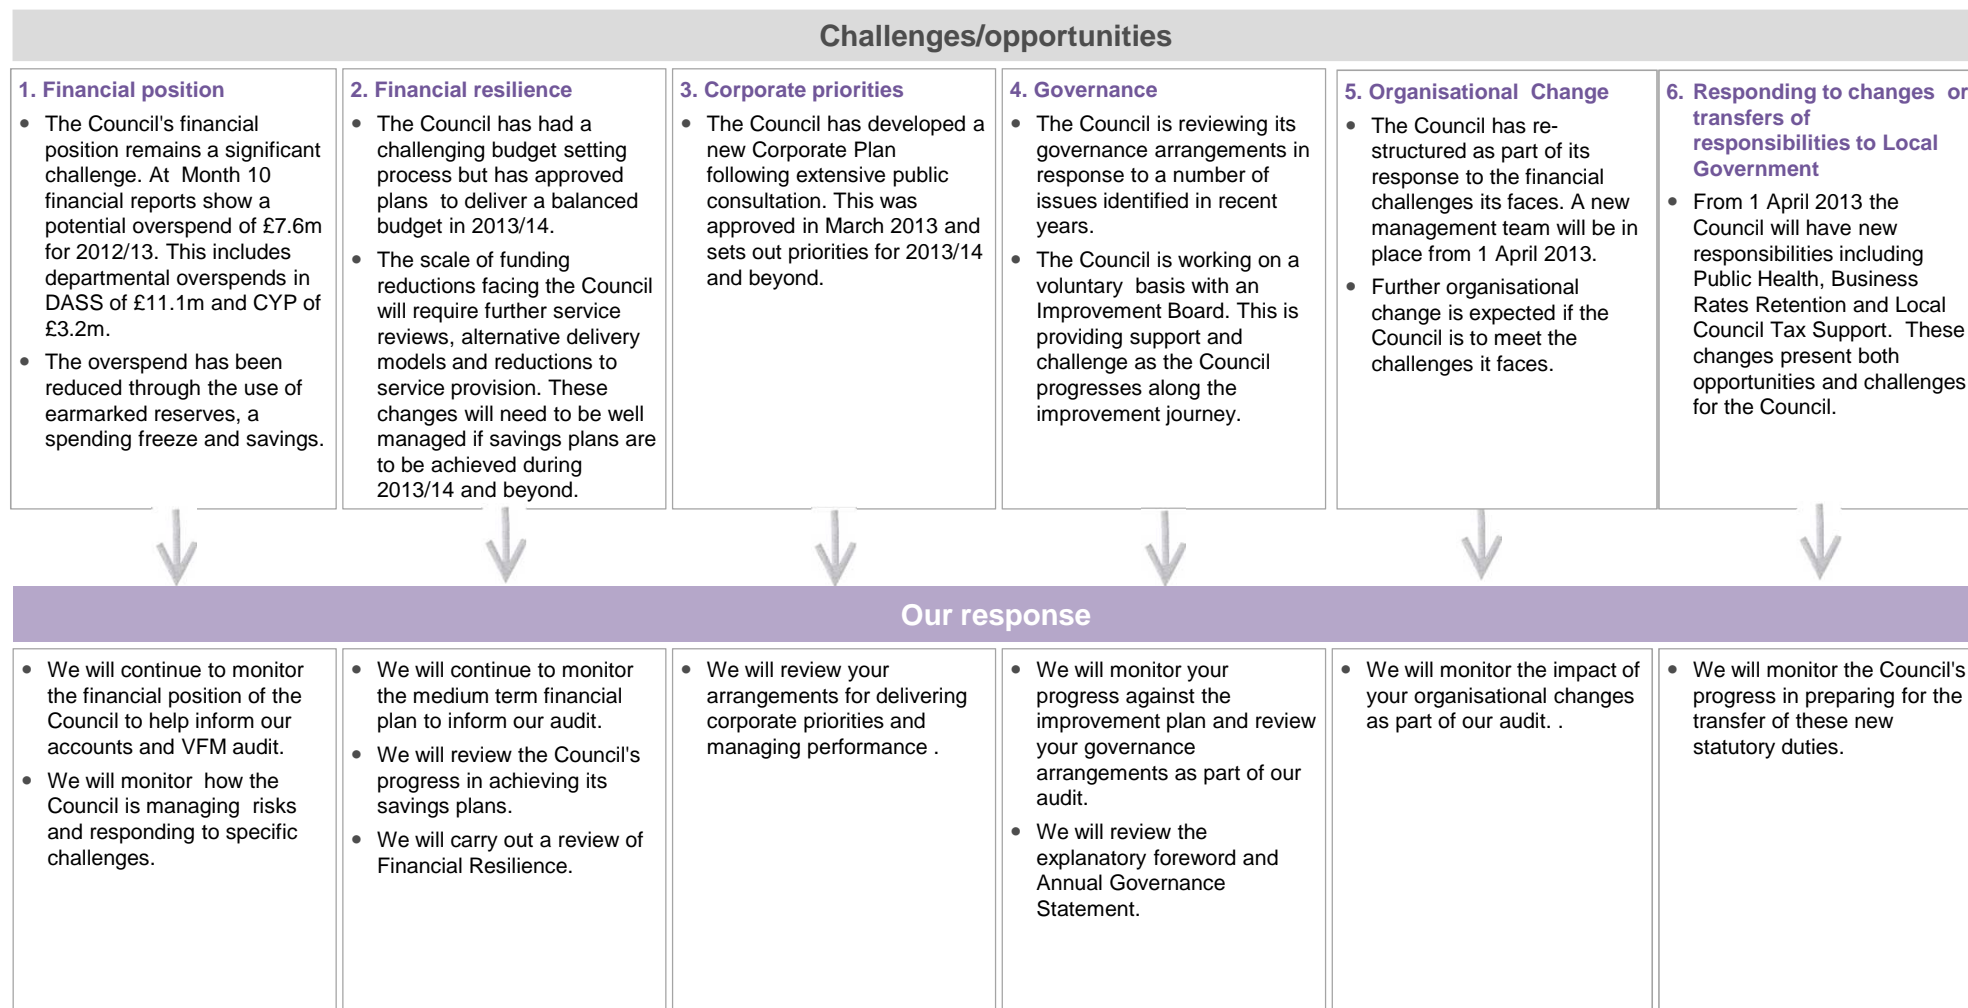 Challenges/opportunities
1. Financial position
• The Council's financial
position remains a significant
challenge. At Month 10
financial reports show a
potential overspend of £7.6m
for 2012/13. This includes
departmental overspends in
DASS of £11.1m and CYP of
£3.2m.
• The overspend has been
reduced through the use of
earmarked reserves, a
spending freeze and savings.
2. Financial resilience
• The Council has had a
challenging budget setting
process but has approved
plans to deliver a balanced
budget in 2013/14.
• The scale of funding
reductions facing the Council
will require further service
reviews, alternative delivery
models and reductions to
service provision. These
changes will need to be well
managed if savings plans are
to be achieved during
2013/14 and beyond.
3. Corporate priorities
• The Council has developed a
new Corporate Plan
following extensive public
consultation. This was
approved in March 2013 and
sets out priorities for 2013/14
and beyond.
4. Governance
• The Council is reviewing its
governance arrangements in
response to a number of
issues identified in recent
years.
• The Council is working on a
voluntary basis with an
Improvement Board. This is
providing support and
challenge as the Council
progresses along the
improvement journey.
5. Organisational Change
• The Council has re-
structured as part of its
response to the financial
challenges its faces. A new
management team will be in
place from 1 April 2013.
• Further organisational
change is expected if the
Council is to meet the
challenges it faces.
6. Responding to changes or
transfers of
responsibilities to Local
Government
• From 1 April 2013 the
Council will have new
responsibilities including
Public Health, Business
Rates Retention and Local
Council Tax Support. These
changes present both
opportunities and challenges
for the Council.
Our response
• We will continue to monitor
the financial position of the
Council to help inform our
accounts and VFM audit.
• We will monitor how the
Council is managing risks
and responding to specific
challenges.
• We will continue to monitor
the medium term financial
plan to inform our audit.
• We will review the Council's
progress in achieving its
savings plans.
• We will carry out a review of
Financial Resilience.
• We will review your
arrangements for delivering
corporate priorities and
managing performance .
• We will monitor your
progress against the
improvement plan and review
your governance
arrangements as part of our
audit.
• We will review the
explanatory foreword and
Annual Governance
Statement.
• We will monitor the impact of
your organisational changes
as part of our audit. .
• We will monitor the Council's
progress in preparing for the
transfer of these new
statutory duties.